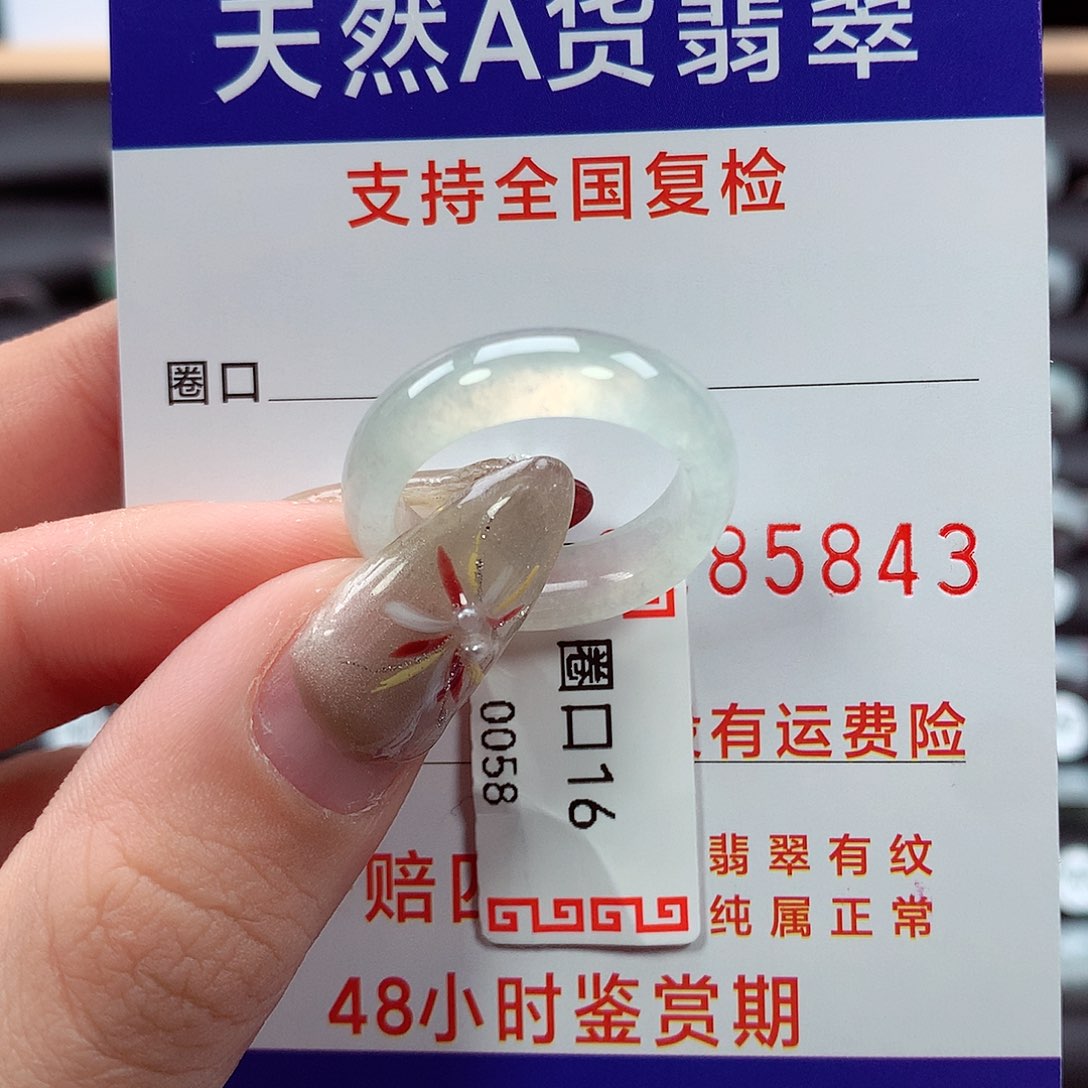 天然A货翡翠
支持全国复检
圈口
85843
圈口16
0058
有运费险
赔
翡翠有纹
纯属正常
48小时鉴赏期